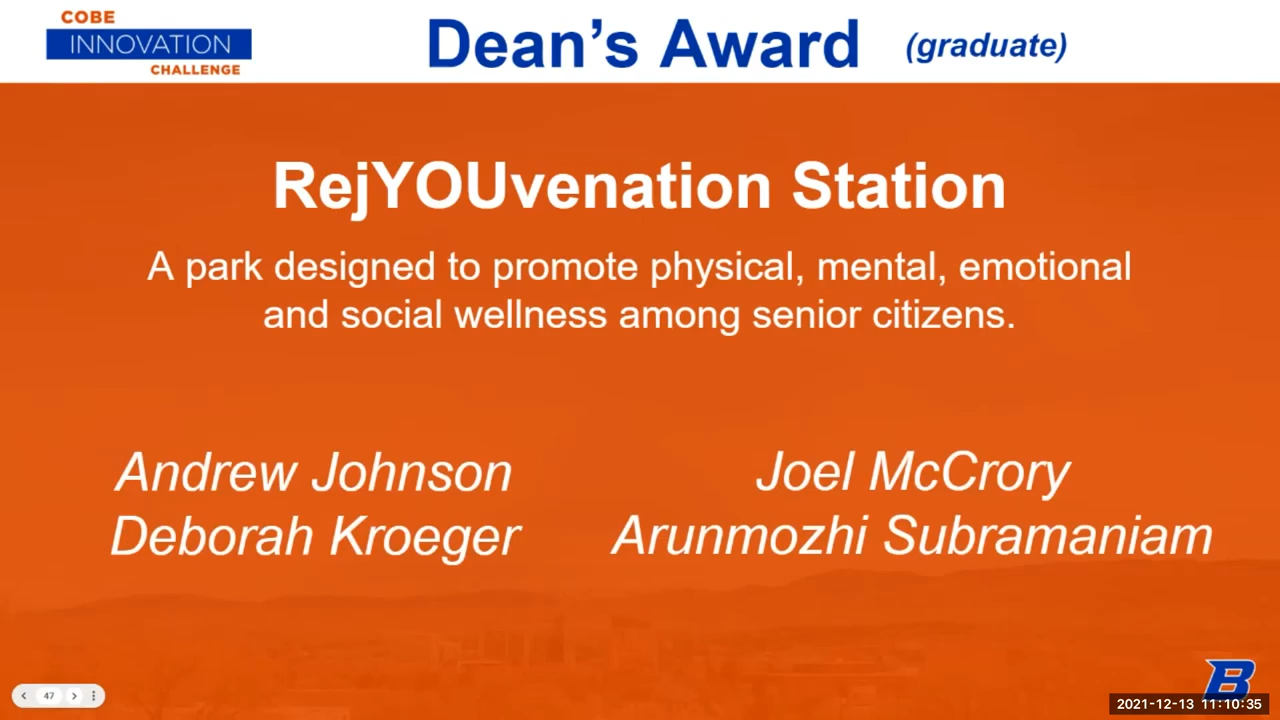 COBE
INNOVATION
CHALLENGE
Dean's Award (graduate)
RejYOUvenation Station
A park designed to promote physical, mental, emotional
and social wellness among senior citizens.
Andrew Johnson
Deborah Kroeger
Joel McCrory
Arunmozhi Subramaniam
B
47
2021-12-13 11:10:35